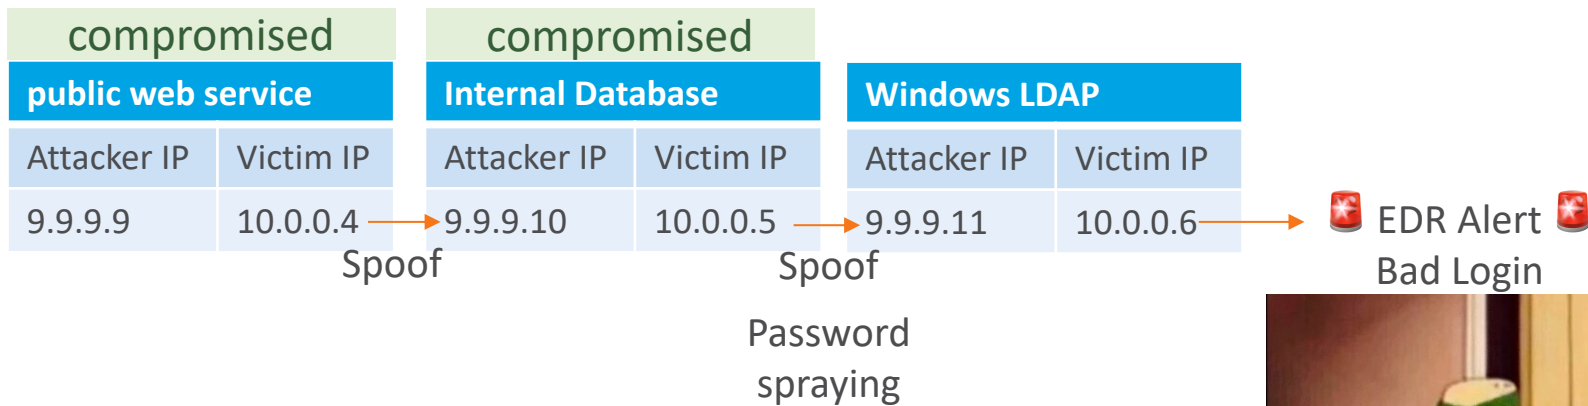 compromised
compromised
public web service
Internal Database
Windows LDAP
Attacker IP
Victim IP
Attacker IP
Victim IP
Attacker IP
Victim IP
9.9.9.9
10.0.0.4
9.9.9.10
10.0.0.5
9.9.9.11
10.0.0.6
🚨 EDR Alert 🚨
Bad Login
Spoof
Spoof
Password
spraying